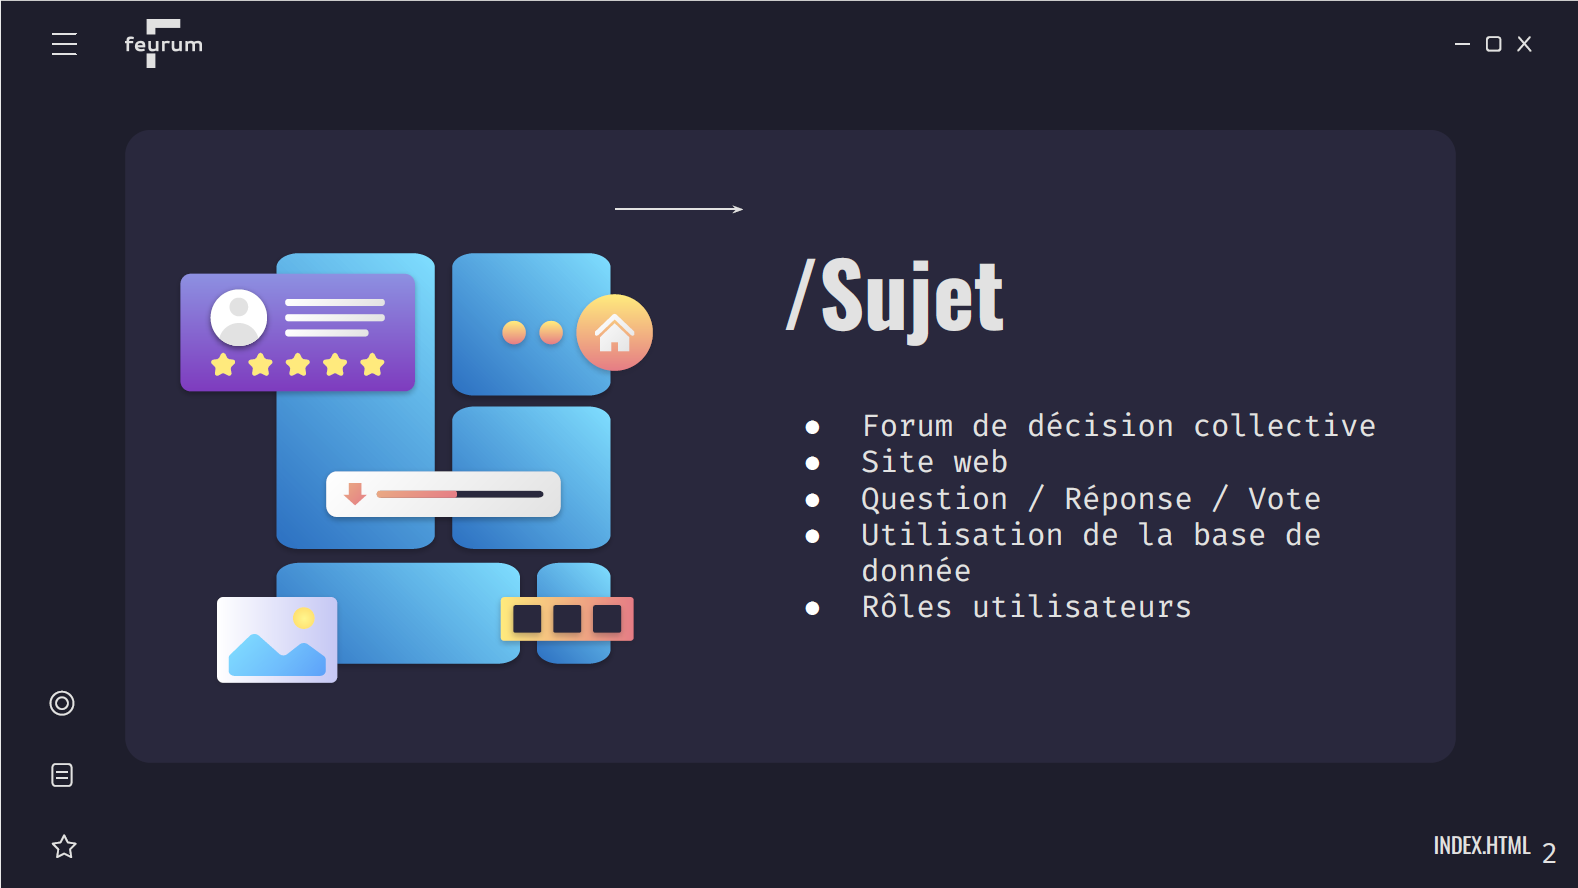 feurum
/Sujet
● Forum de décision collective
● Site web
● Question / Réponse / Vote
● Utilisation de la base de
donnée
● Rôles utilisateurs
INDEX.HTML 2